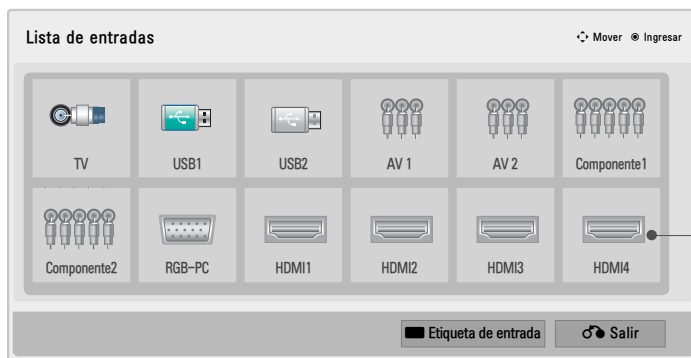 Lista de entradas
Mover Ingresar
TV USB1 USB2 AV 1 AV 2 Componente1
Componente2 RGB-PC HDMI1 HDMI2 HDMI3 HDMI4
Etiqueta de entrada Salir